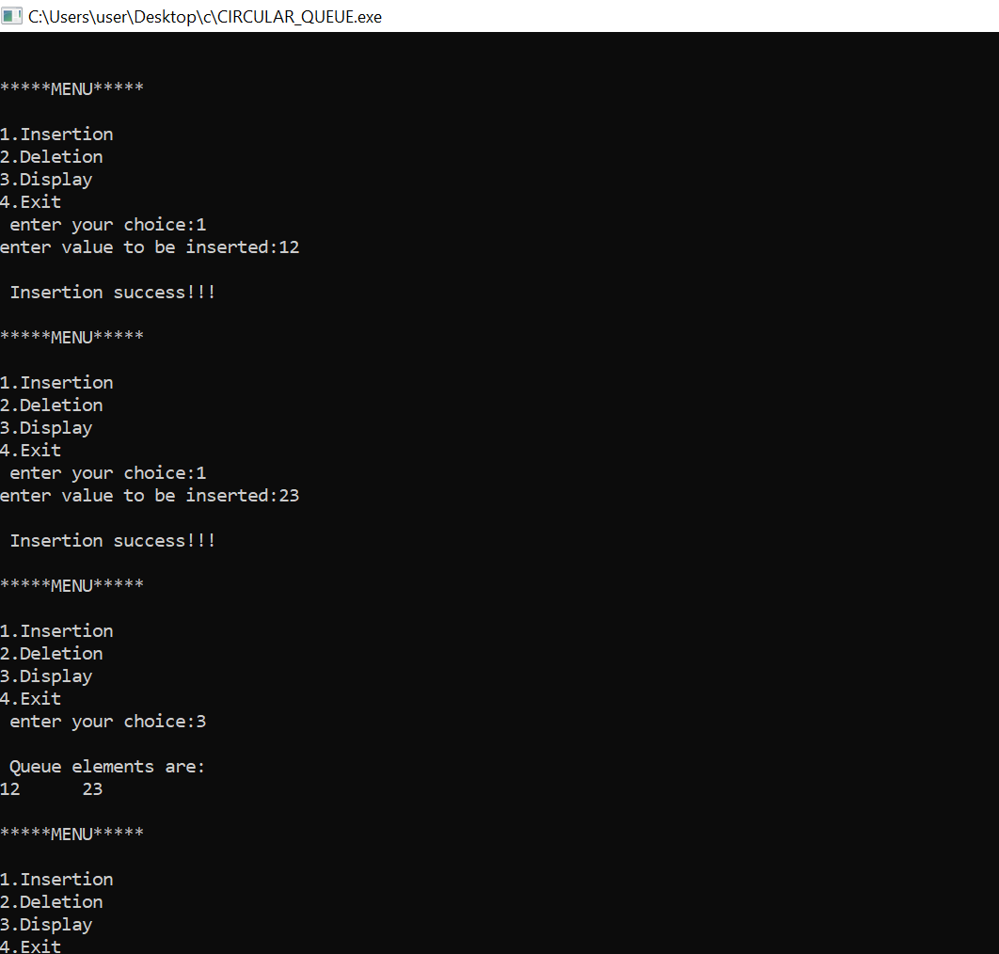 C:\Users\user\Desktop\c\CIRCULAR_QUEUE.exe
*****MENU*****
1.Insertion
2.Deletion
3.Display
4.Exit
 enter your choice:1
enter value to be inserted:12
 Insertion success!!!
*****MENU*****
1.Insertion
2.Deletion
3.Display
4.Exit
 enter your choice:1
enter value to be inserted:23
 Insertion success!!!
*****MENU*****
1.Insertion
2.Deletion
3.Display
4.Exit
 enter your choice:3
 Queue elements are:
12      23
*****MENU*****
1.Insertion
2.Deletion
3.Display
4.Exit